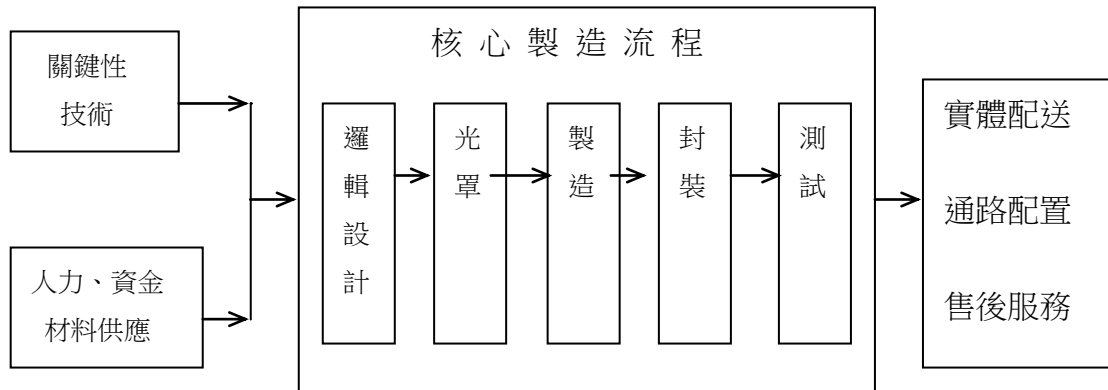 關鍵性
技術
人力、資金
材料供應
核心製造流程
邏輯設計
光罩
製造
封裝
測試
實體配送
通路配置
售後服務